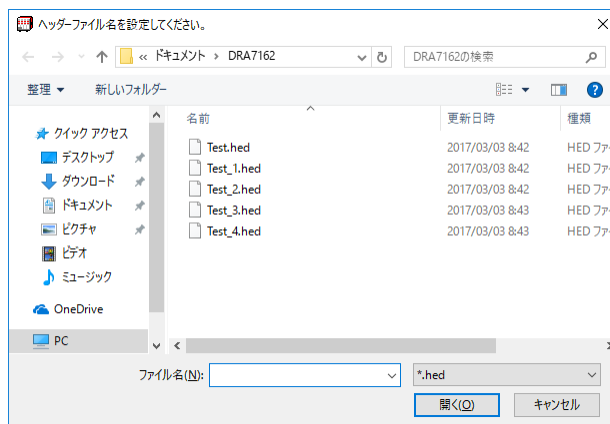 ヘッダーファイル名を設定してください。
« ドキュメント › DRA7162
DRA7162の検索
整理 新しいフォルダー
名前 更新日時 種類
クイック アクセス
デスクトップ
ダウンロード
ドキュメント
ピクチャ
ビデオ
ミュージック
OneDrive
PC
Test.hed 2017/03/03 8:42 HED ファ
Test_1.hed 2017/03/03 8:42 HED ファ
Test_2.hed 2017/03/03 8:42 HED ファ
Test_3.hed 2017/03/03 8:43 HED ファ
Test_4.hed 2017/03/03 8:43 HED ファ
ファイル名(N): *.hed
開く(O) キャンセル